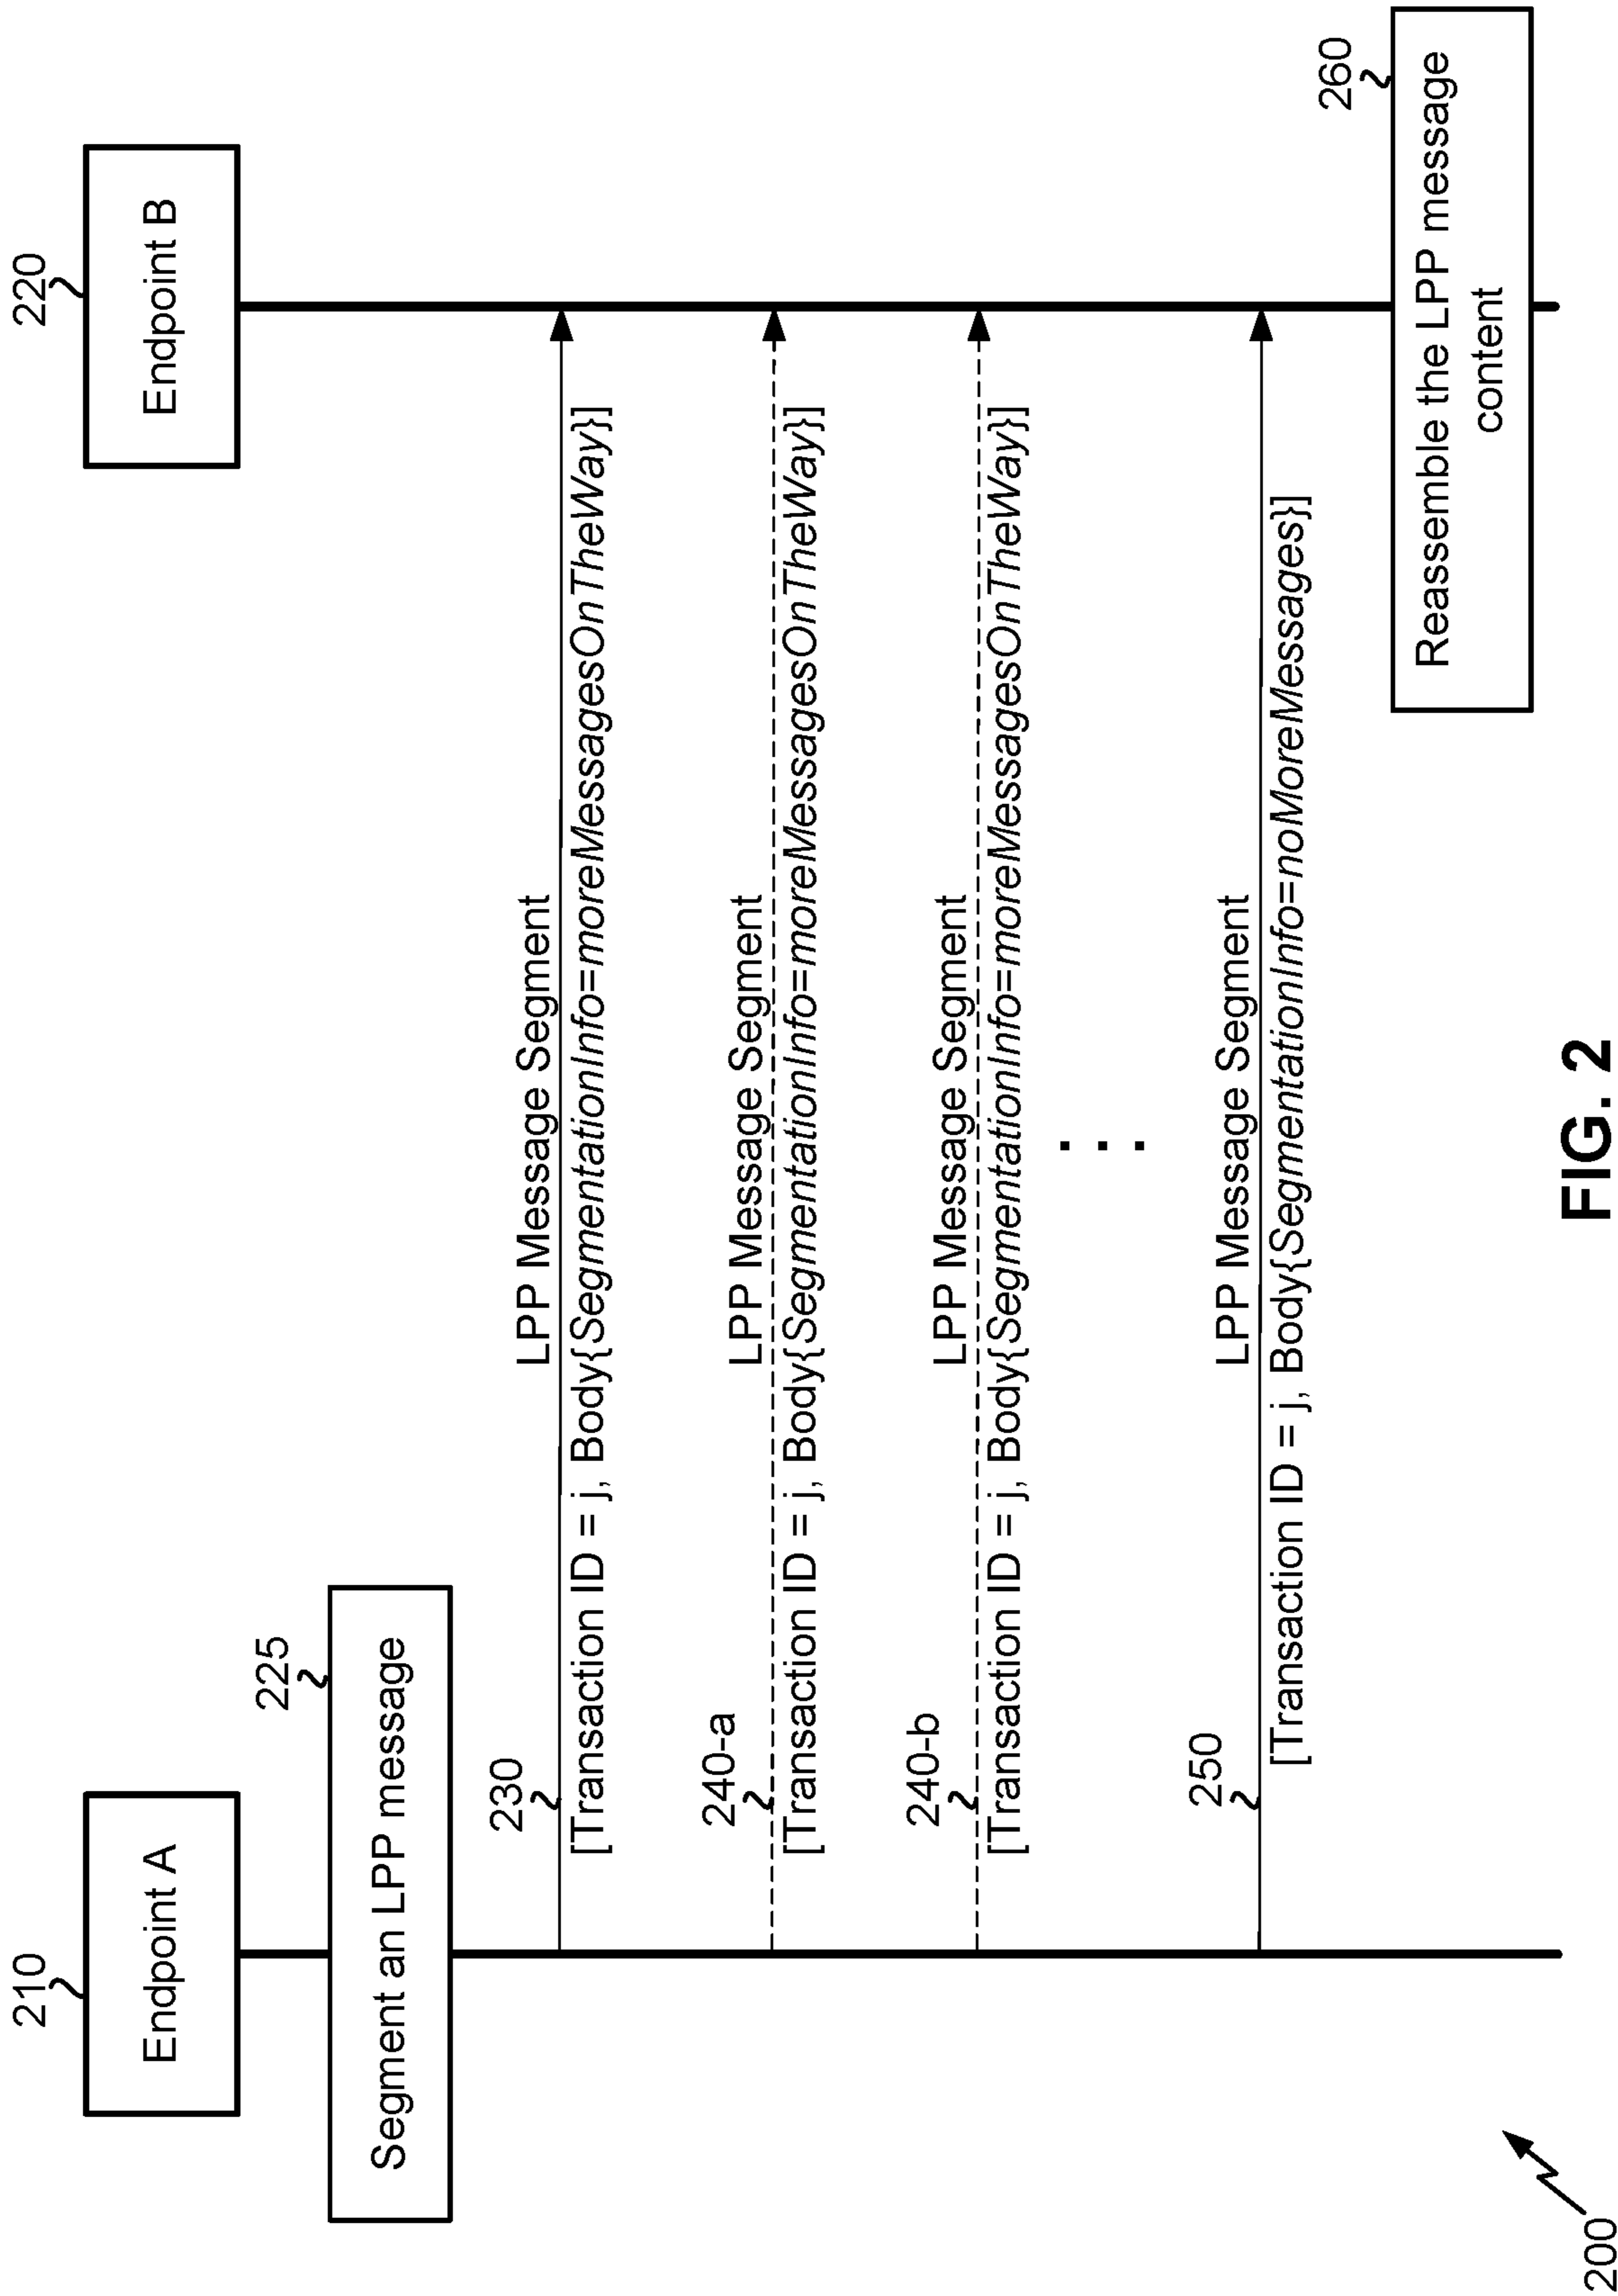 210
220
Endpoint A
Endpoint B
225
Segment an LPP message
230
LPP Message Segment
[Transaction ID = j, Body{SegmentationInfo=moreMessagesOnTheWay}]
240-a
LPP Message Segment
[Transaction ID = j, Body{SegmentationInfo=moreMessagesOnTheWay}]
240-b
LPP Message Segment
[Transaction ID = j, Body{SegmentationInfo=moreMessagesOnTheWay}]
. . .
250
LPP Message Segment
[Transaction ID = j, Body{SegmentationInfo=noMoreMessages}]
260
Reassemble the LPP message
content
200
FIG. 2